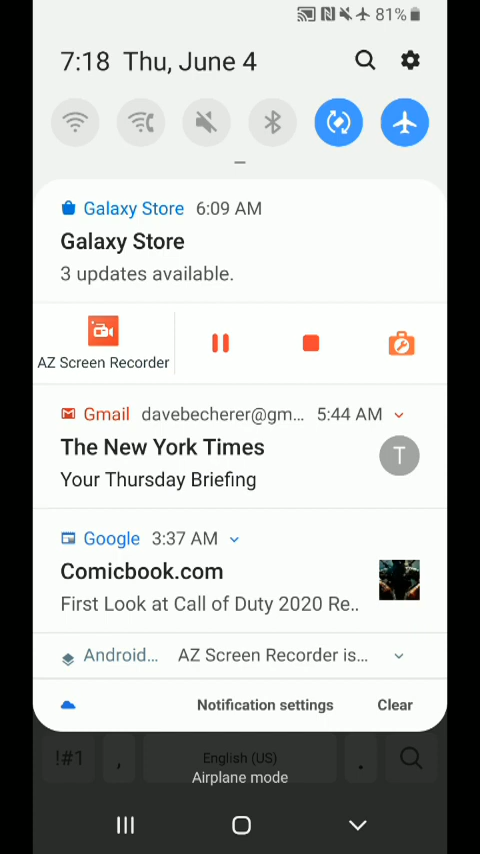 81%
7:18 Thu, June 4
Galaxy Store 6:09 AM
Galaxy Store
3 updates available.
AZ Screen Recorder
Gmail davebecherer@gm... 5:44 AM
The New York Times
T
Your Thursday Briefing
Google 3:37 AM
Comicbook.com
First Look at Call of Duty 2020 Re..
Android... AZ Screen Recorder is...
Notification settings Clear
!#1 , English (US) .
Airplane mode